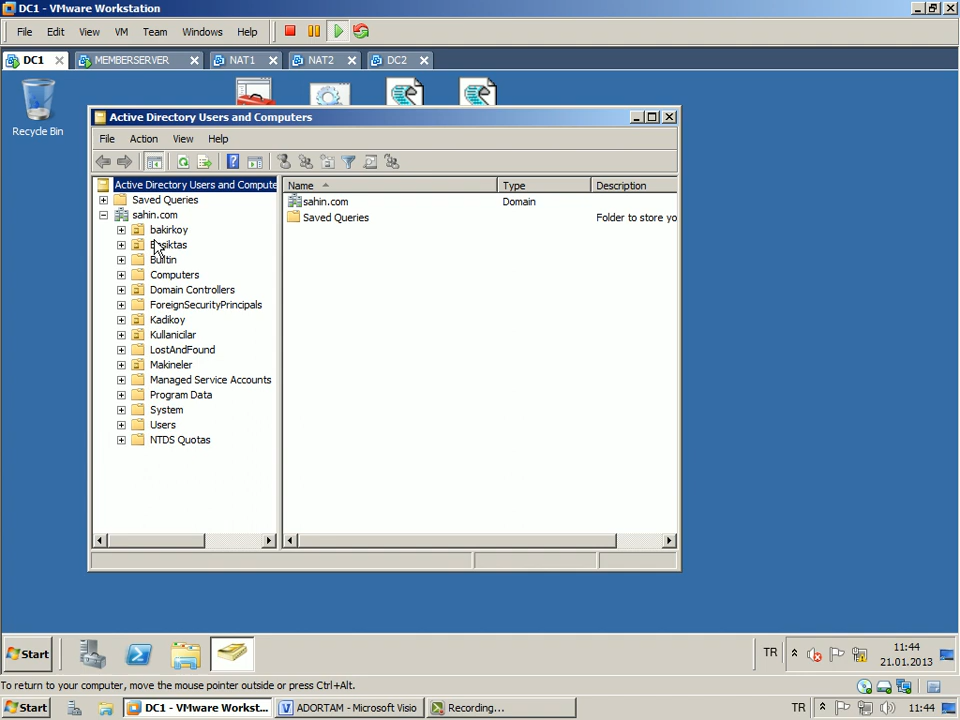 DC1 - VMware Workstation
File Edit View VM Team Windows Help
DC1 MEMBERSERVER NAT1 NAT2 DC2
Recycle Bin
Active Directory Users and Computers
File Action View Help
Active Directory Users and Compute
Saved Queries
sahin.com
bakirkoy
Besiktas
Builtin
Computers
Domain Controllers
ForeignSecurityPrincipals
Kadikoy
Kullanicilar
LostAndFound
Makineler
Managed Service Accounts
Program Data
System
Users
NTDS Quotas
Name Type Description
sahin.com Domain
Saved Queries Folder to store yo
Start TR 11:44
21.01.2013
To return to your computer, move the mouse pointer outside or press Ctrl+Alt.
Start DC1 - VMware Workst... ADORTAM - Microsoft Visio Recording... TR 11:44